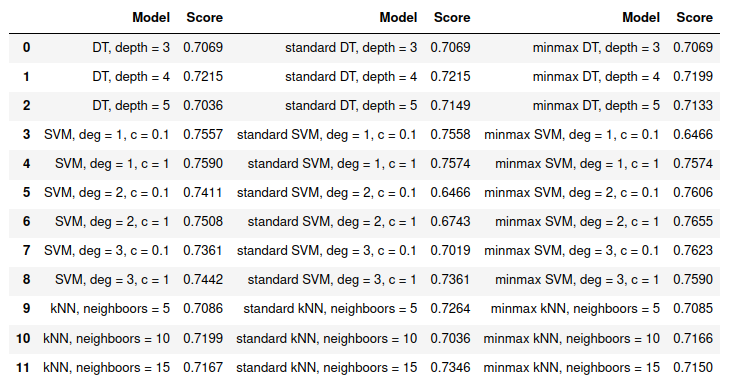 Model Score Model Score Model Score
0 DT, depth = 3 0.7069 standard DT, depth = 3 0.7069 minmax DT, depth = 3 0.7069
1 DT, depth = 4 0.7215 standard DT, depth = 4 0.7215 minmax DT, depth = 4 0.7199
2 DT, depth = 5 0.7036 standard DT, depth = 5 0.7149 minmax DT, depth = 5 0.7133
3 SVM, deg = 1, c = 0.1 0.7557 standard SVM, deg = 1, c = 0.1 0.7558 minmax SVM, deg = 1, c = 0.1 0.6466
4 SVM, deg = 1, c = 1 0.7590 standard SVM, deg = 1, c = 1 0.7574 minmax SVM, deg = 1, c = 1 0.7574
5 SVM, deg = 2, c = 0.1 0.7411 standard SVM, deg = 2, c = 0.1 0.6466 minmax SVM, deg = 2, c = 0.1 0.7606
6 SVM, deg = 2, c = 1 0.7508 standard SVM, deg = 2, c = 1 0.6743 minmax SVM, deg = 2, c = 1 0.7655
7 SVM, deg = 3, c = 0.1 0.7361 standard SVM, deg = 3, c = 0.1 0.7019 minmax SVM, deg = 3, c = 0.1 0.7623
8 SVM, deg = 3, c = 1 0.7442 standard SVM, deg = 3, c = 1 0.7361 minmax SVM, deg = 3, c = 1 0.7590
9 kNN, neighboors = 5 0.7086 standard kNN, neighboors = 5 0.7264 minmax kNN, neighboors = 5 0.7085
10 kNN, neighboors = 10 0.7199 standard kNN, neighboors = 10 0.7036 minmax kNN, neighboors = 10 0.7166
11 kNN, neighboors = 15 0.7167 standard kNN, neighboors = 15 0.7346 minmax kNN, neighboors = 15 0.7150